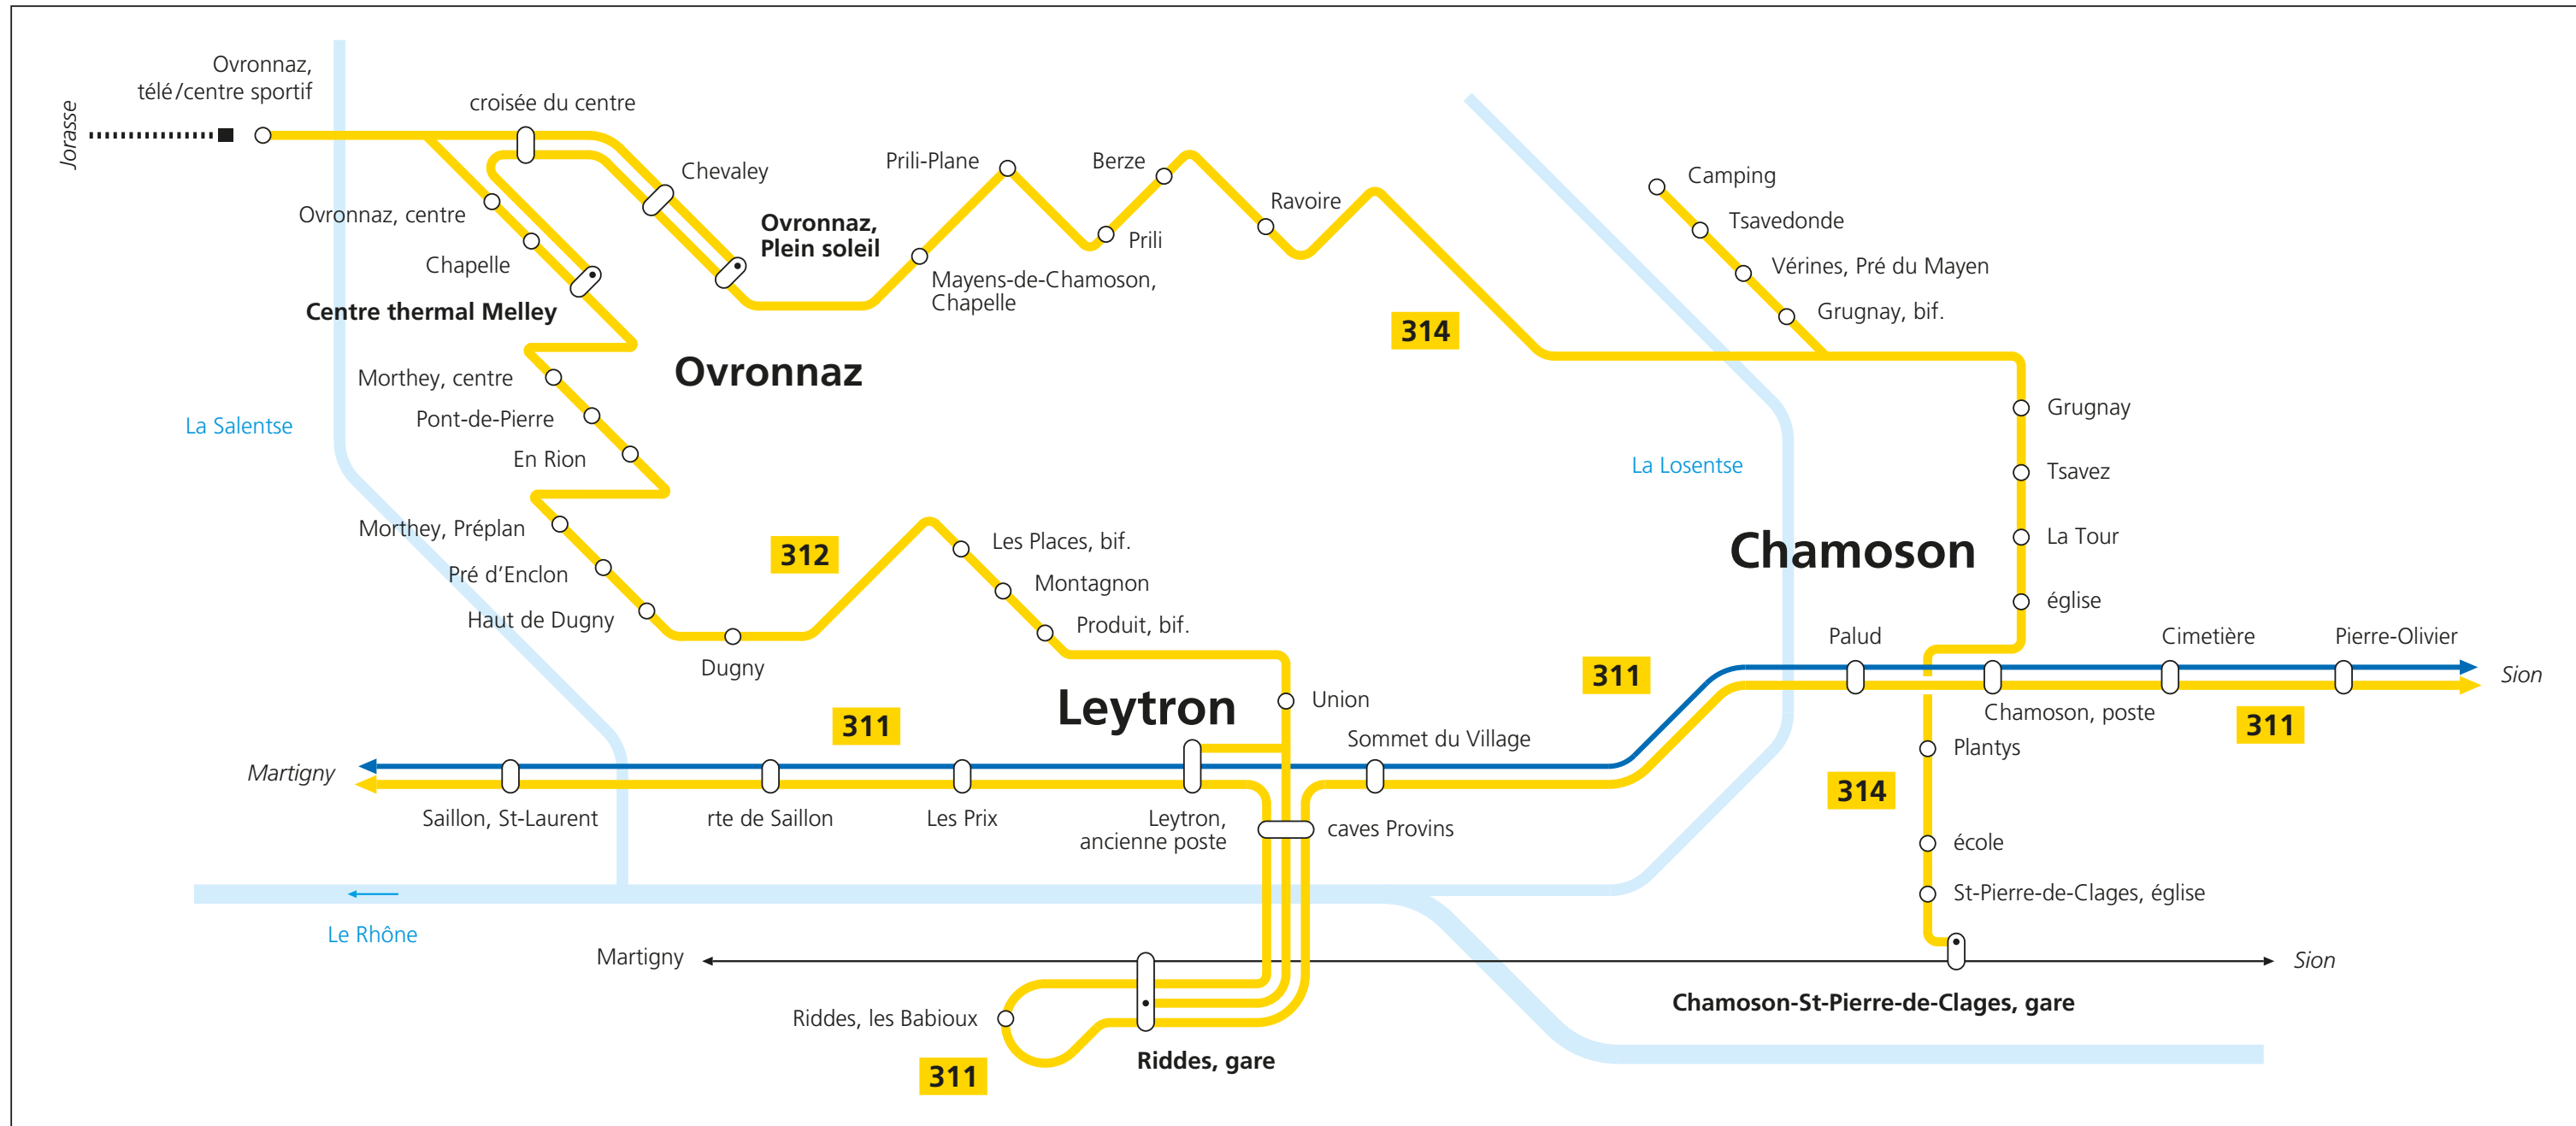 Ovronnaz,
télé/centre sportif
Jorasse
croisée du centre
Chevaley
Ovronnaz,
Plein soleil
Prili-Plane
Berze
Ravoire
Prili
Mayens-de-Chamoson,
Chapelle
Camping
Tsavedonde
Vérines, Pré du Mayen
Grugnay, bif.
Ovronnaz, centre
Chapelle
Centre thermal Melley
314
Ovronnaz
Morthey, centre
Pont-de-Pierre
En Rion
La Salentse
Grugnay
Tsavez
La Tour
église
La Losentse
Chamoson
Morthey, Préplan
Pré d'Enclon
Haut de Dugny
Dugny
312
Les Places, bif.
Montagnon
Produit, bif.
Palud
Cimetière
Pierre-Olivier
311
Sion
Leytron
Union
Chamoson, poste
311
311
Sommet du Village
Plantys
Martigny
314
Saillon, St-Laurent
rte de Saillon
Les Prix
Leytron,
ancienne poste
caves Provins
école
St-Pierre-de-Clages, église
Le Rhône
Martigny
Sion
Chamoson-St-Pierre-de-Clages, gare
Riddes, les Babioux
Riddes, gare
311